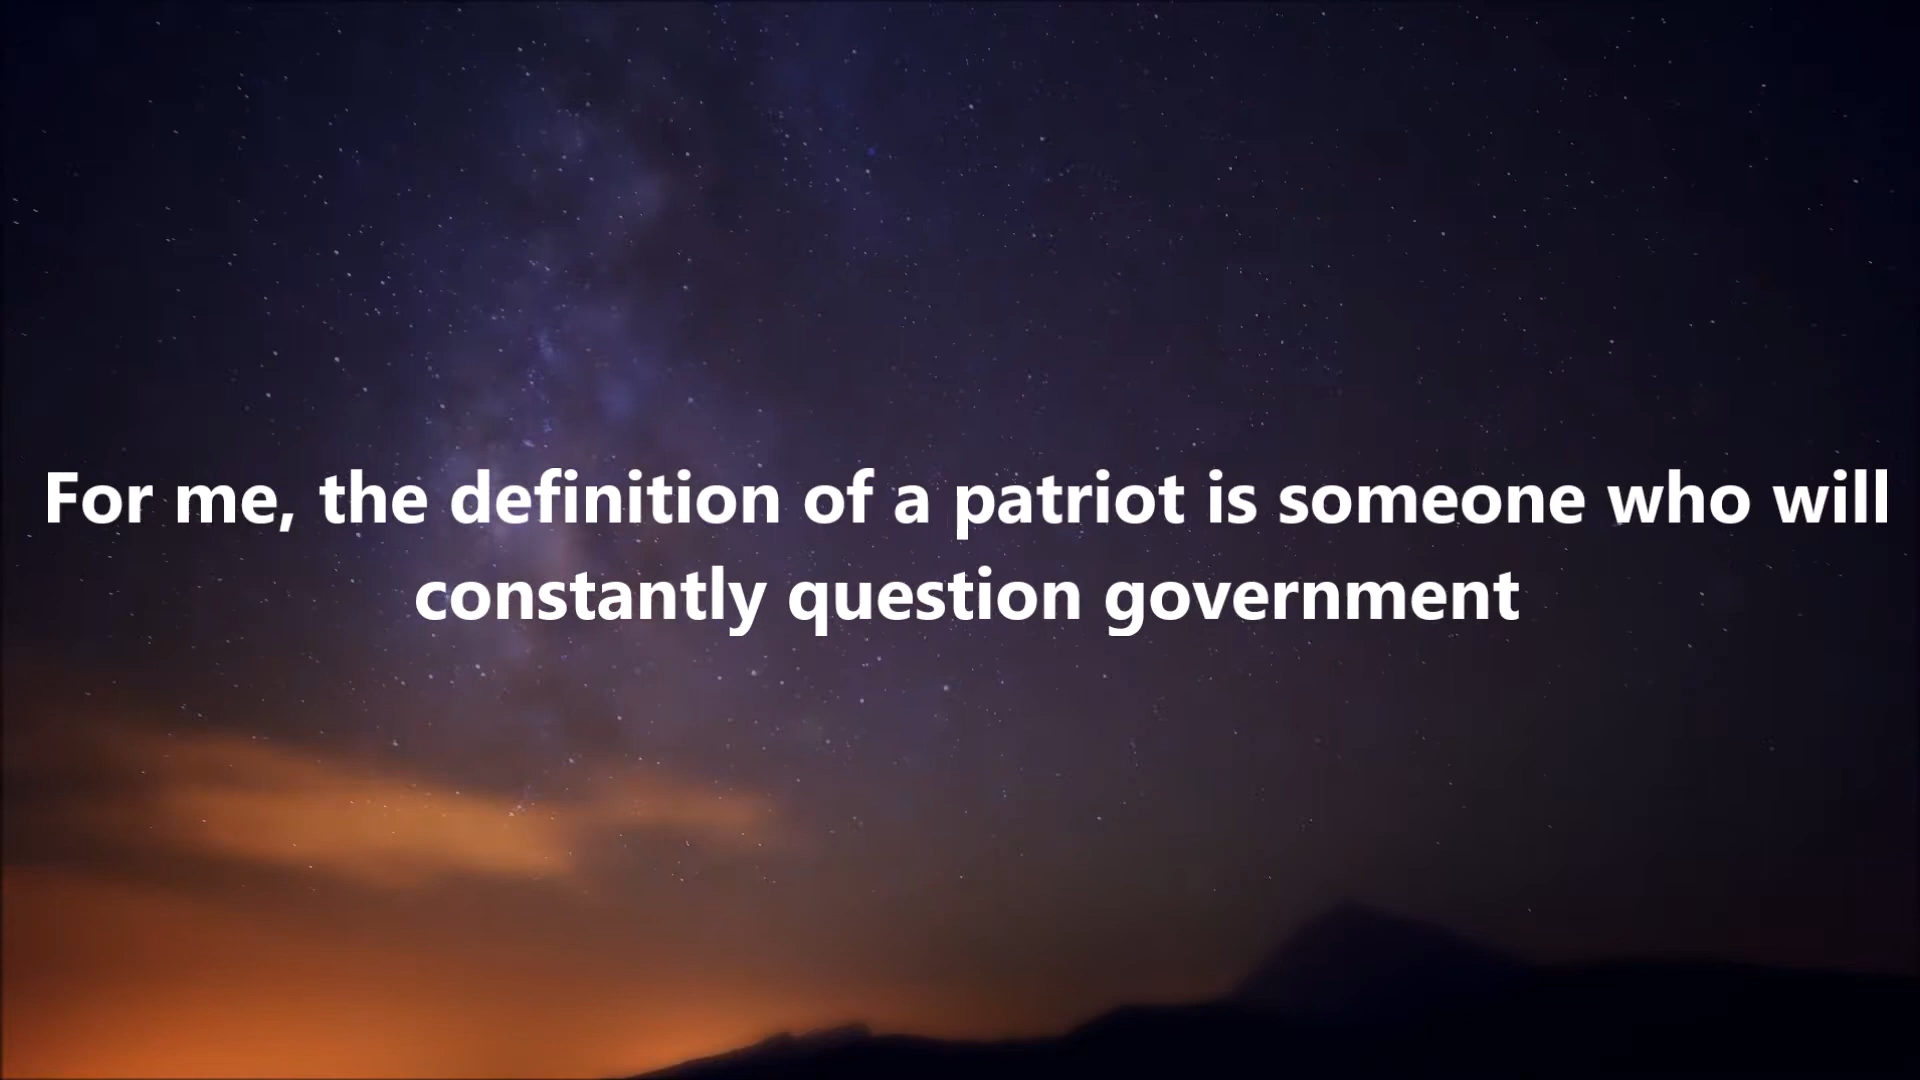 For me, the definition of a patriot is someone who will
constantly question government